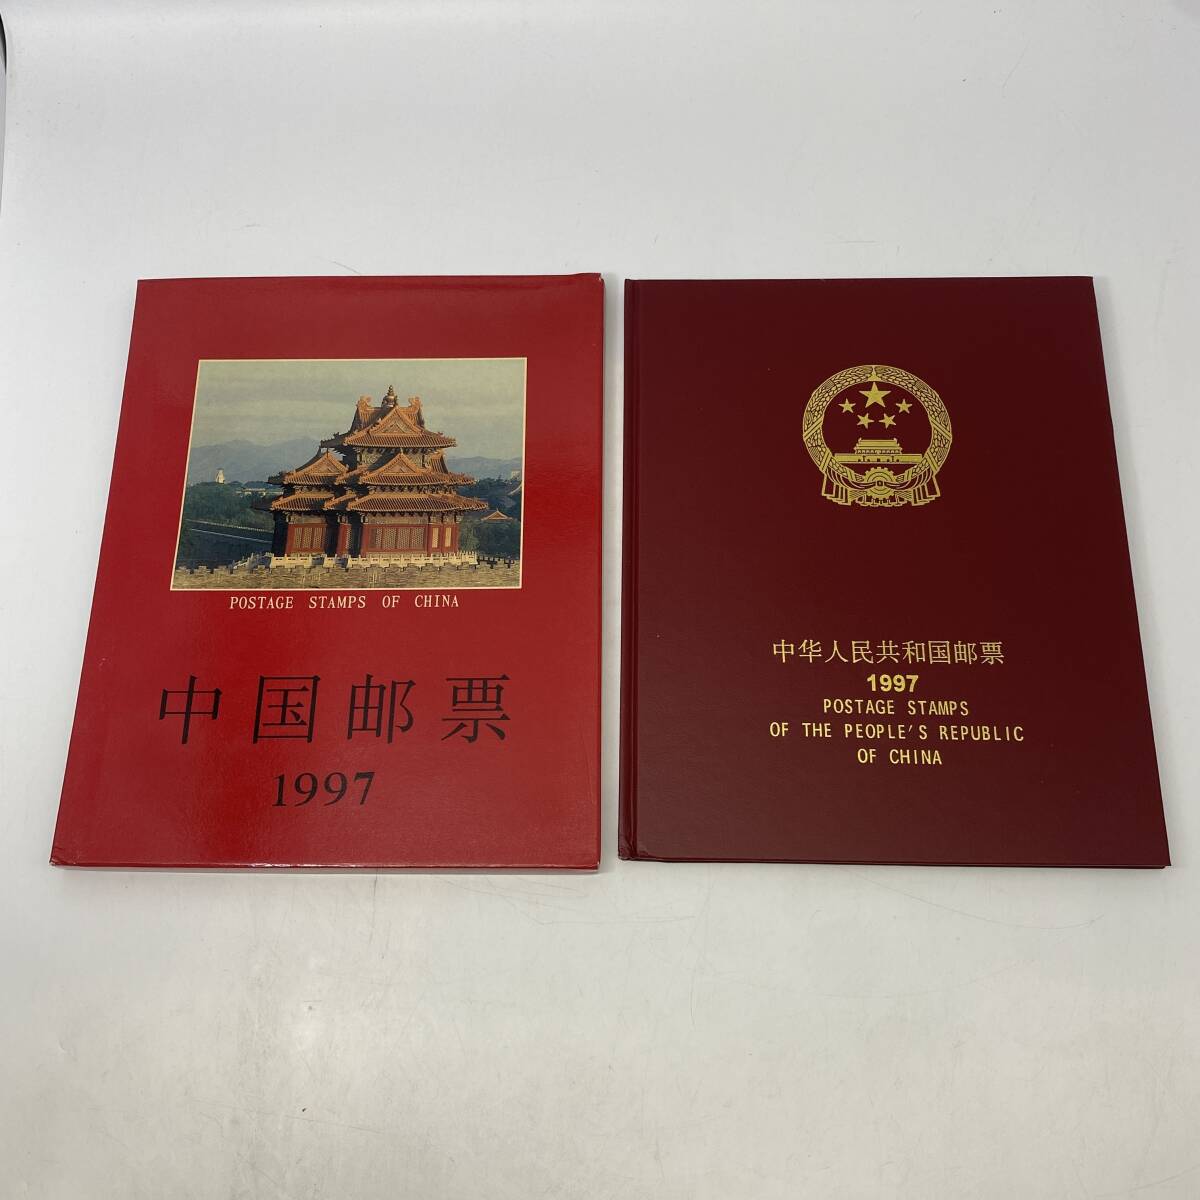 POSTAGE STAMPS OF CHINA
中国邮票
1997
中华人民共和国邮票
1997
POSTAGE STAMPS
OF THE PEOPLE'S REPUBLIC
OF CHINA